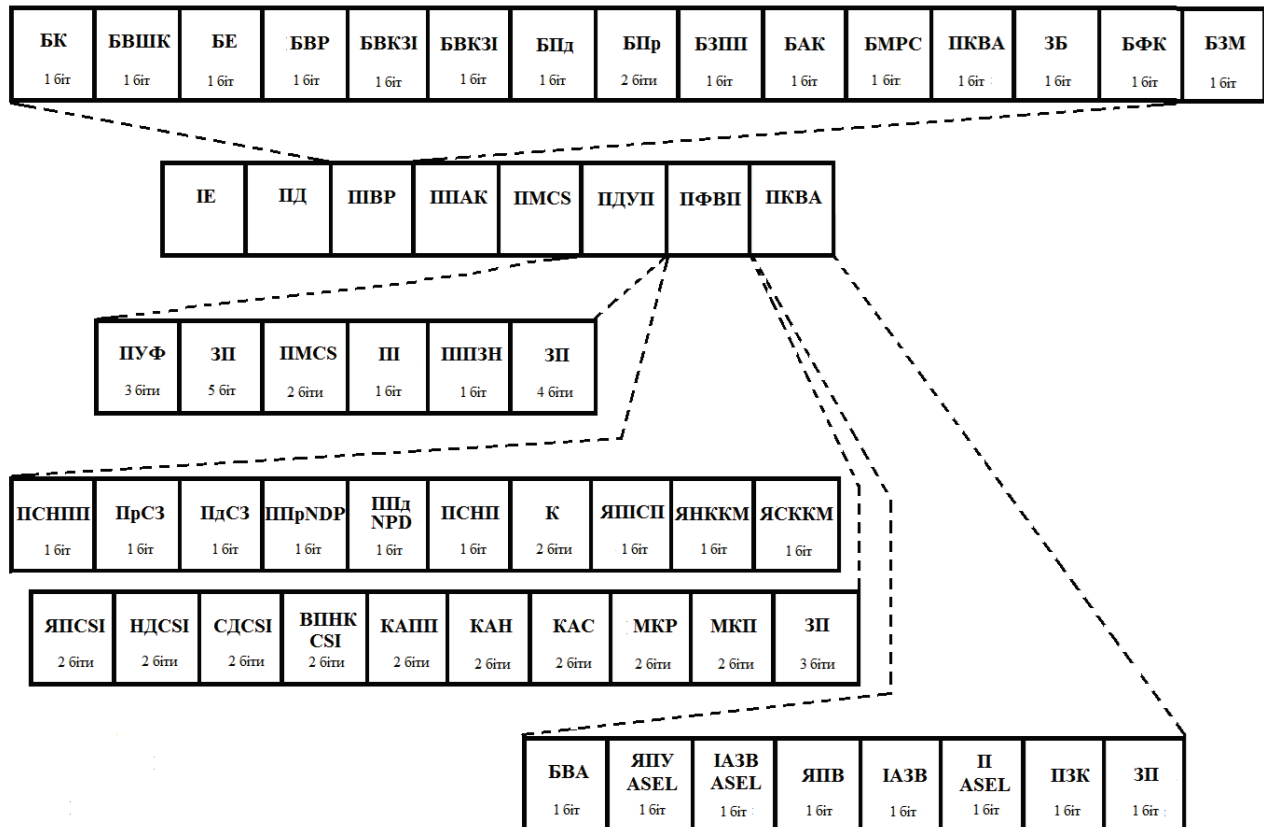 БК БВШК БЕ БВР БВКЗІ БВКЗІ БПд БПр БЗПП БАК БМРС ПКВА ЗБ БФК БЗМ
1 біт 1 біт 1 біт 1 біт 1 біт 1 біт 1 біт 2 біти 1 біт 1 біт 1 біт 1 біт 1 біт 1 біт 1 біт
ІЕ ПД ПІВР ППАК ПMCS ПДУП ПФВП ПКВА
ПУФ ЗП ПMCS ПІ ПІПЗН ЗП
3 біти 5 біт 2 біти 1 біт 1 біт 4 біти
ПСНПП ПрСЗ ПдСЗ ППрNDP ППд NPD ПСНП К ЯПІСП ЯНККМ ЯСККМ
1 біт 1 біт 1 біт 1 біт 1 біт 1 біт 2 біти 1 біт 1 біт 1 біт
ЯПCSI НДCSI СДCSI ВПНК CSI КАПП КАН КАС МКР МКП ЗП
2 біти 2 біти 2 біти 2 біти 2 біти 2 біти 2 біти 2 біти 2 біти 3 біти
БВА ЯПУ ASEL ІАЗВ ASEL ЯПВ ІАЗВ П ASEL ПЗК ЗП
1 біт 1 біт 1 біт 1 біт 1 біт 1 біт 1 біт 1 біт